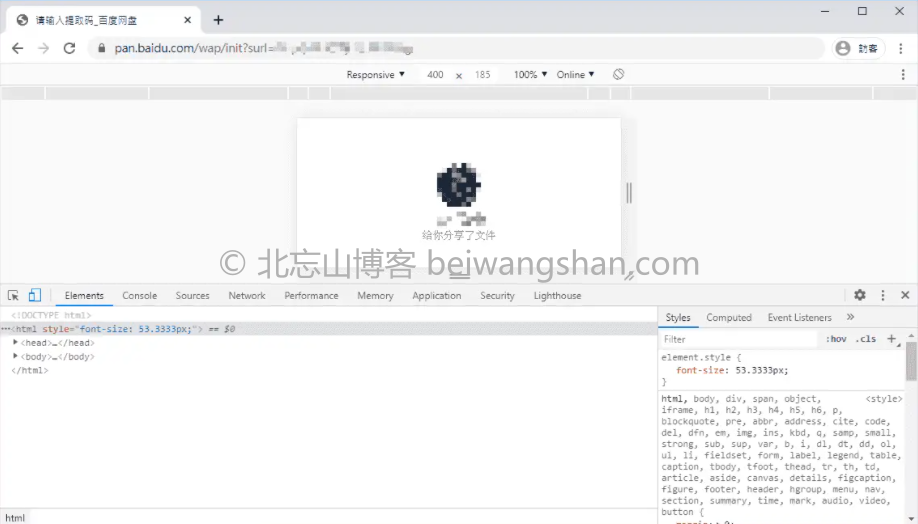 请输入提取码_百度网盘
pan.baidu.com/wap/init?surl=
訪客
Responsive ▼ 400 × 185 100% ▼ Online ▼
给你分享了文件
© 北忘山博客 beiwangshan.com
Elements Console Sources Network Performance Memory Application Security Lighthouse
<!DOCTYPE html>
<html style="font-size: 53.3333px;"> == $0
<head>…</head>
<body>…</body>
</html>
html
Styles Computed Event Listeners »
Filter :hov .cls +
element.style {
font-size: 53.3333px;
}
html, body, div, span, object, <style>
iframe, h1, h2, h3, h4, h5, h6, p,
blockquote, pre, abbr, address, cite, code,
del, dfn, em, img, ins, kbd, q, samp, small,
strong, sub, sup, var, b, i, dl, dt, dd, ol,
ul, li, fieldset, form, label, legend, table,
caption, tbody, tfoot, thead, tr, th, td,
article, aside, canvas, details, figcaption,
figure, footer, header, hgroup, menu, nav,
section, summary, time, mark, audio, video,
button {